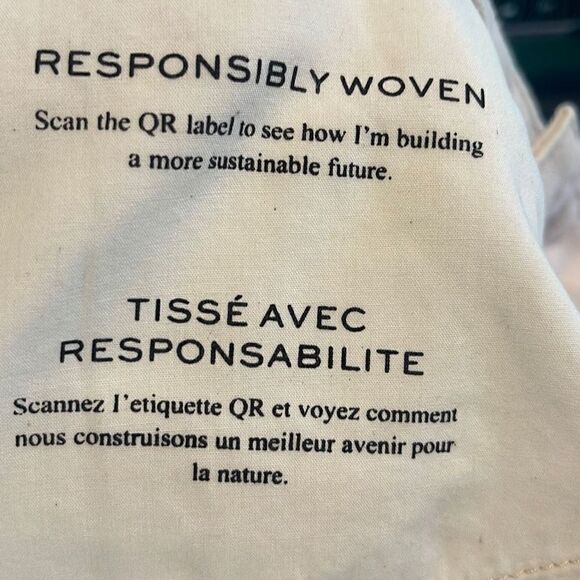 RESPONSIBLY WOVEN
Scan the QR label to see how I'm building
a more sustainable future.
TISSÉ AVEC
RESPONSABILITE
Scannez l'etiquette QR et voyez comment
nous construisons un meilleur avenir pour
la nature.